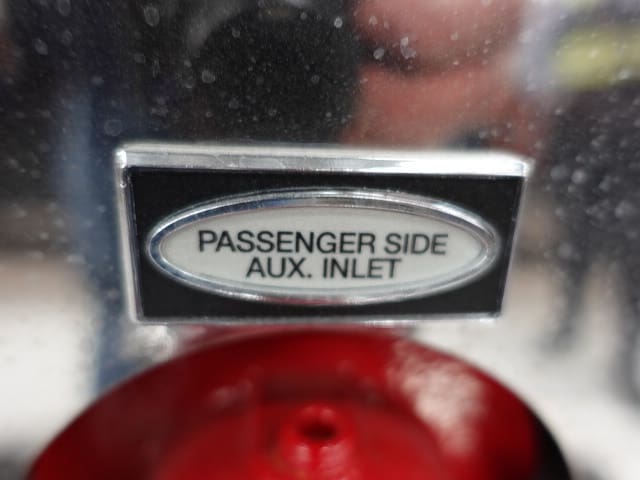 PASSENGER SIDE
AUX. INLET